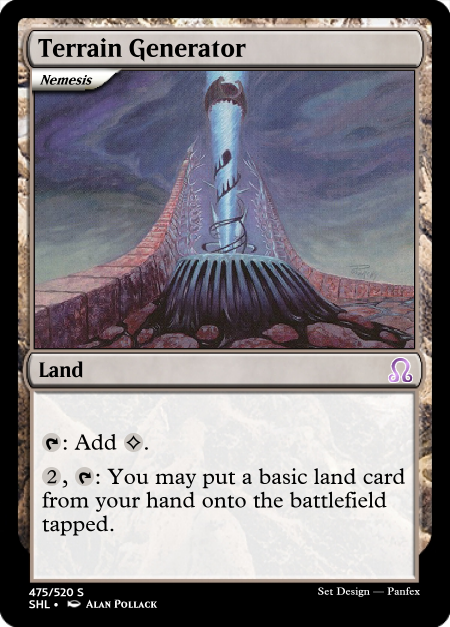 Terrain Generator
Nemesis
Land
: Add .
2, : You may put a basic land card
from your hand onto the battlefield
tapped.
475/520 S
SHL • Alan Pollack
Set Design — Panfex